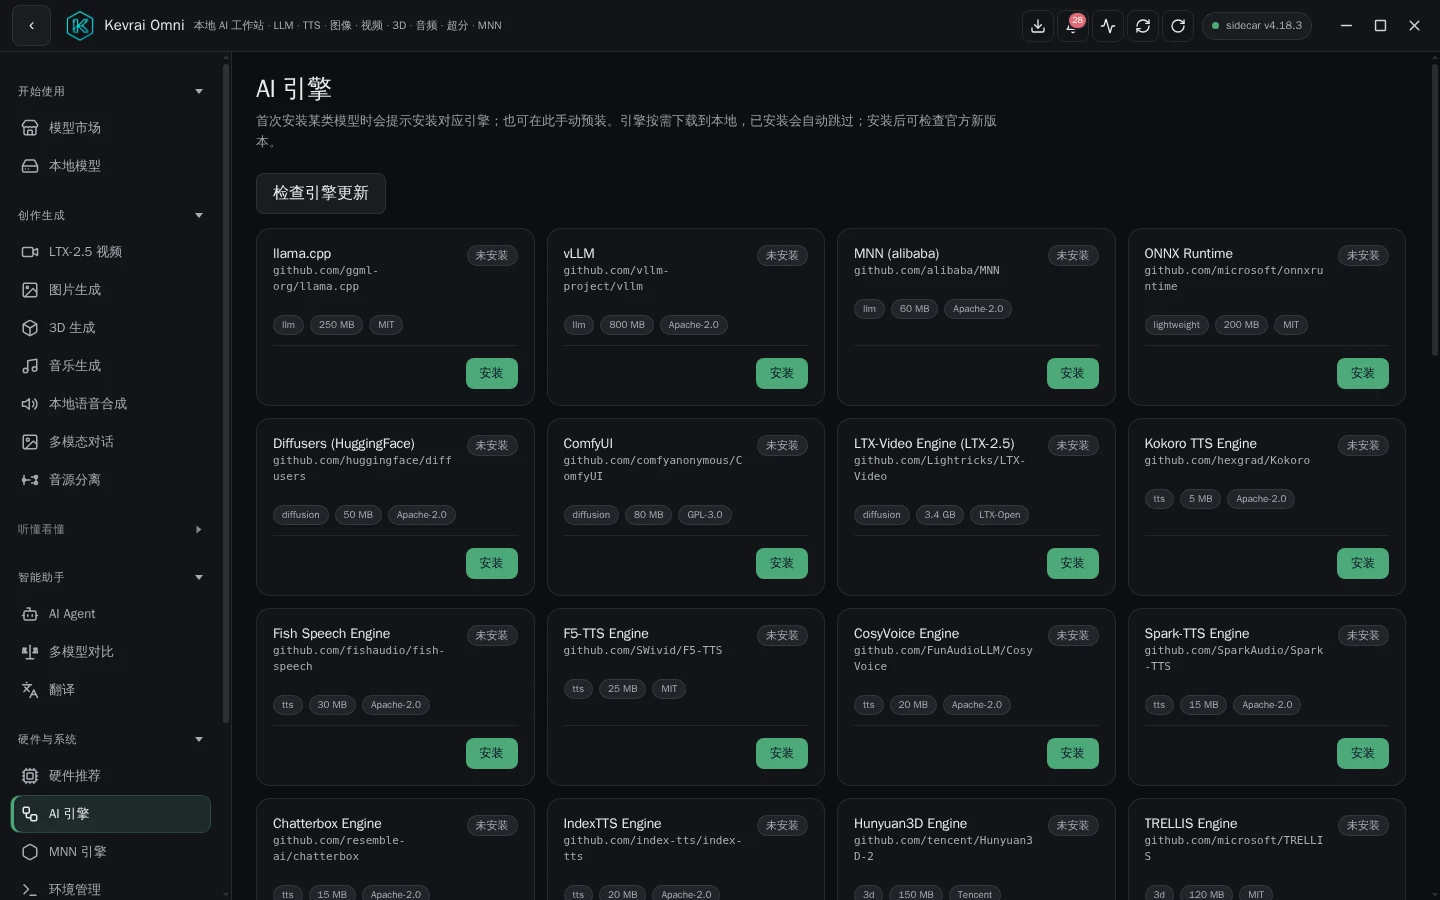 Kevrai Omni 本地 AI 工作站 · LLM · TTS · 图像 · 视频 · 3D · 音频 · 超分 · MNN
28
sidecar v4.18.3
开始使用
模型市场
本地模型
创作生成
LTX-2.5 视频
图片生成
3D 生成
音乐生成
本地语音合成
多模态对话
音源分离
听懂看懂
智能助手
AI Agent
多模型对比
翻译
硬件与系统
硬件推荐
AI 引擎
MNN 引擎
环境管理
AI 引擎
首次安装某类模型时会提示安装对应引擎；也可在此手动预装。引擎按需下载到本地，已安装会自动跳过；安装后可检查官方新版
本。
检查引擎更新
llama.cpp
未安装
github.com/ggml-
org/llama.cpp
llm 250 MB MIT
安装
vLLM
未安装
github.com/vllm-
project/vllm
llm 800 MB Apache-2.0
安装
MNN (alibaba)
未安装
github.com/alibaba/MNN
llm 60 MB Apache-2.0
安装
ONNX Runtime
未安装
github.com/microsoft/onnxru
ntime
lightweight 200 MB MIT
安装
Diffusers (HuggingFace)
未安装
github.com/huggingface/diff
users
diffusion 50 MB Apache-2.0
安装
ComfyUI
未安装
github.com/comfyanonymous/C
omfyUI
diffusion 80 MB GPL-3.0
安装
LTX-Video Engine (LTX-2.5)
未安装
github.com/Lightricks/LTX-
Video
diffusion 3.4 GB LTX-Open
安装
Kokoro TTS Engine
未安装
github.com/hexgrad/Kokoro
tts 5 MB Apache-2.0
安装
Fish Speech Engine
未安装
github.com/fishaudio/fish-
speech
tts 30 MB Apache-2.0
安装
F5-TTS Engine
未安装
github.com/SWivid/F5-TTS
tts 25 MB MIT
安装
CosyVoice Engine
未安装
github.com/FunAudioLLM/Cosy
Voice
tts 20 MB Apache-2.0
安装
Spark-TTS Engine
未安装
github.com/SparkAudio/Spark
-TTS
tts 15 MB Apache-2.0
安装
Chatterbox Engine
未安装
github.com/resemble-
ai/chatterbox
tts 15 MB Apache-2.0
IndexTTS Engine
未安装
github.com/index-tts/index-
tts
tts 20 MB Apache-2.0
Hunyuan3D Engine
未安装
github.com/tencent/Hunyuan3
D-2
3d 150 MB Tencent
TRELLIS Engine
未安装
github.com/microsoft/TRELLI
S
3d 120 MB MIT